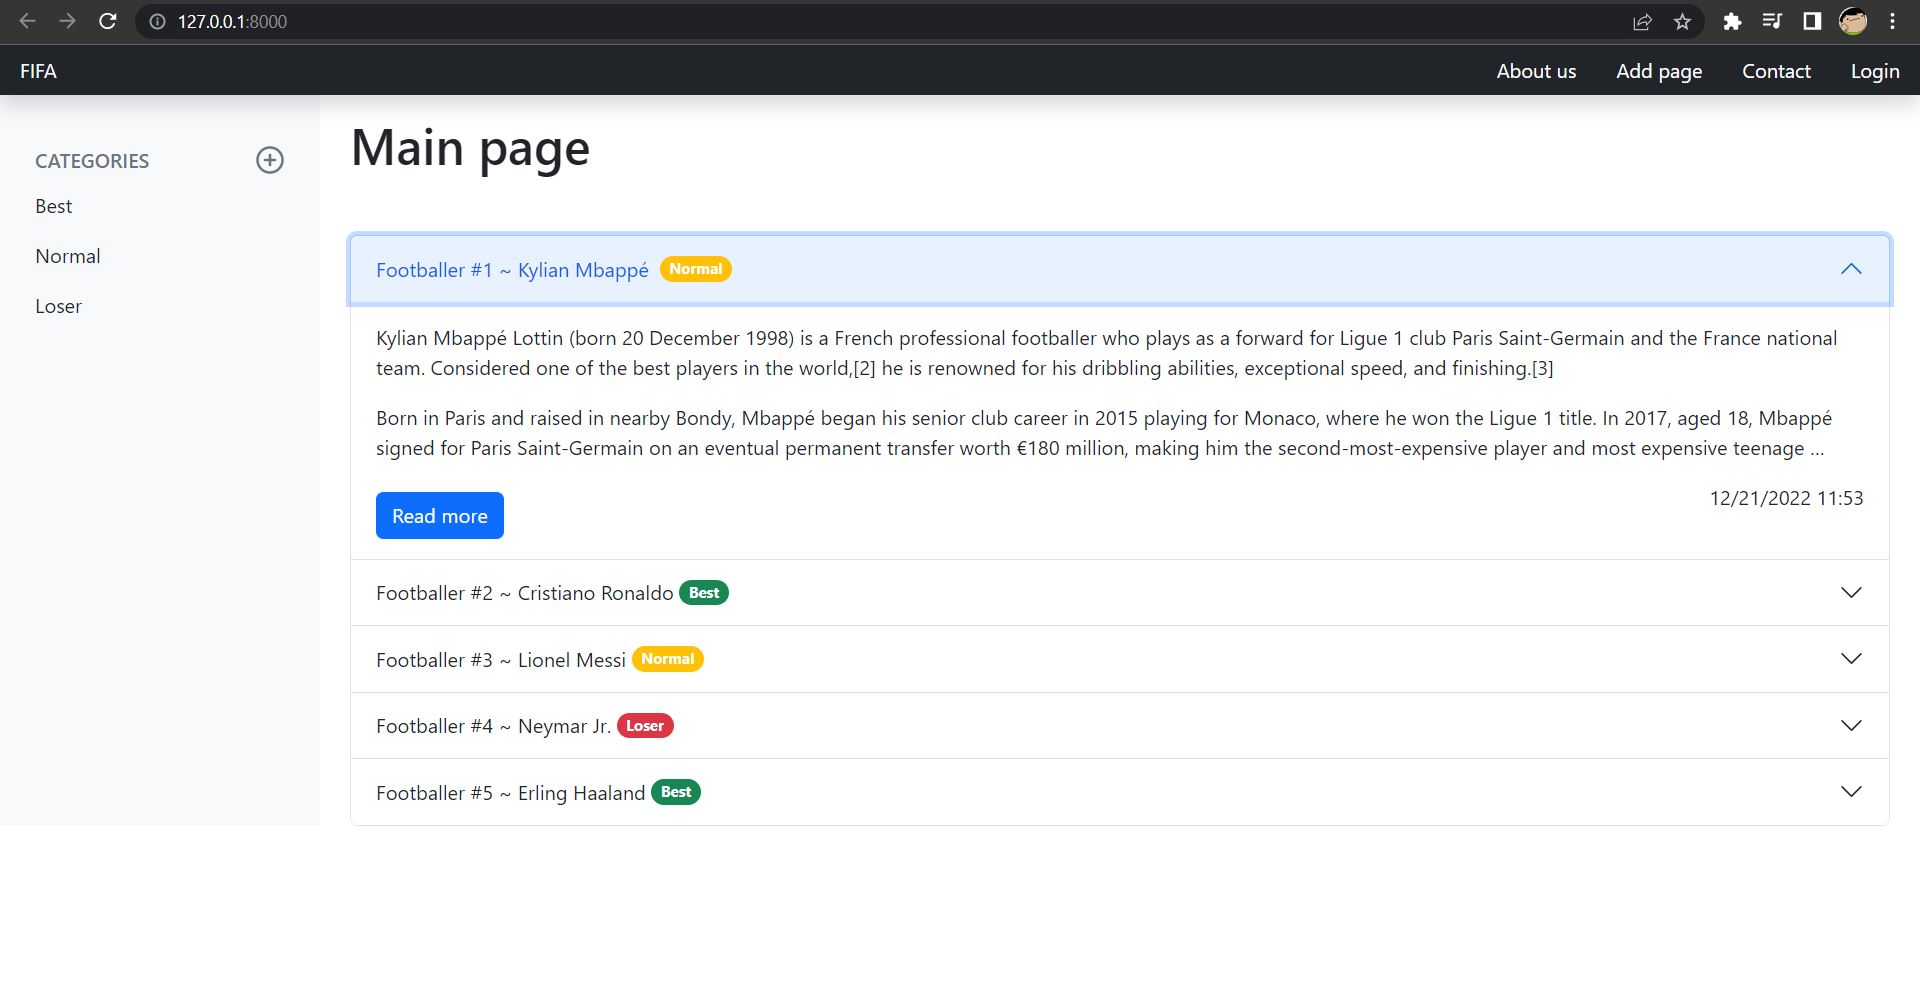 127.0.0.1:8000
FIFA About us Add page Contact Login
CATEGORIES
Best
Normal
Loser
Main page
Footballer #1 ~ Kylian Mbappé Normal
Kylian Mbappé Lottin (born 20 December 1998) is a French professional footballer who plays as a forward for Ligue 1 club Paris Saint-Germain and the France national
team. Considered one of the best players in the world,[2] he is renowned for his dribbling abilities, exceptional speed, and finishing.[3]
Born in Paris and raised in nearby Bondy, Mbappé began his senior club career in 2015 playing for Monaco, where he won the Ligue 1 title. In 2017, aged 18, Mbappé
signed for Paris Saint-Germain on an eventual permanent transfer worth €180 million, making him the second-most-expensive player and most expensive teenage …
Read more
12/21/2022 11:53
Footballer #2 ~ Cristiano Ronaldo Best
Footballer #3 ~ Lionel Messi Normal
Footballer #4 ~ Neymar Jr. Loser
Footballer #5 ~ Erling Haaland Best